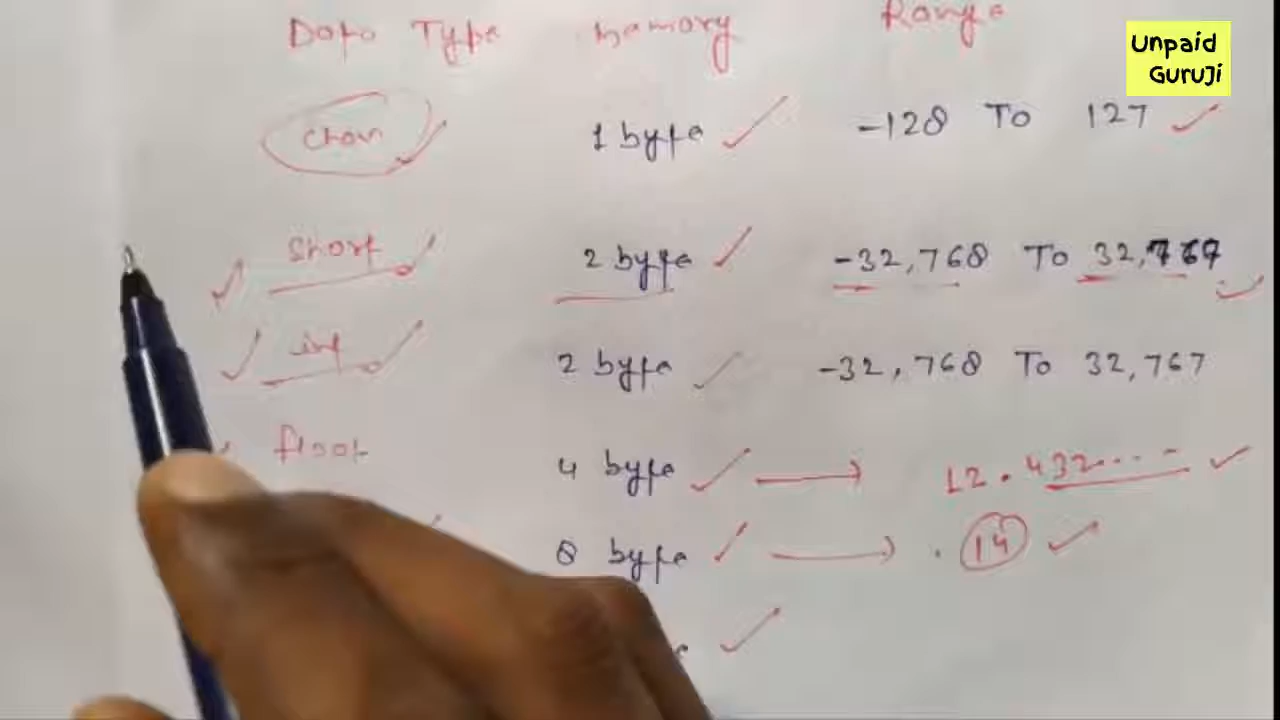 Data Type memory Range
Unpaid
Guruji
char 1 byte -128 To 127
short 2 byte -32,768 To 32,767
int 2 byte -32,768 To 32,767
float 4 byte 12.432....
8 byte .14